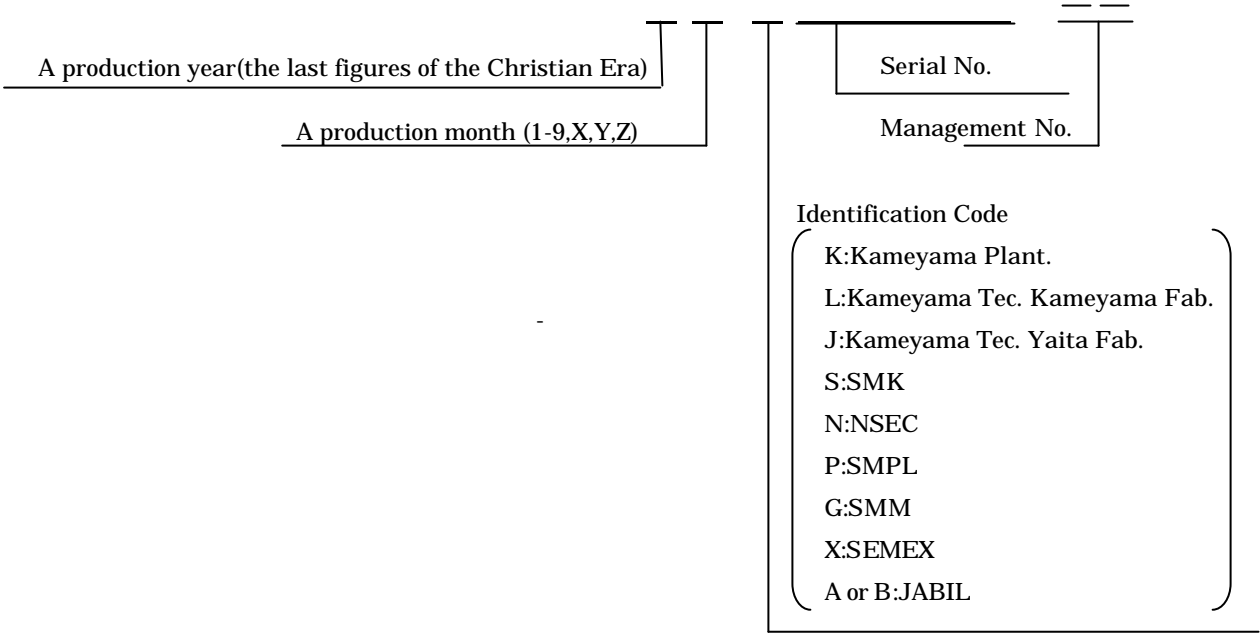 A production year(the last figures of the Christian Era)
Serial No.
A production month (1-9,X,Y,Z)
Management No.
Identification Code
K:Kameyama Plant.
L:Kameyama Tec. Kameyama Fab.
J:Kameyama Tec. Yaita Fab.
S:SMK
N:NSEC
P:SMPL
G:SMM
X:SEMEX
A or B:JABIL
-